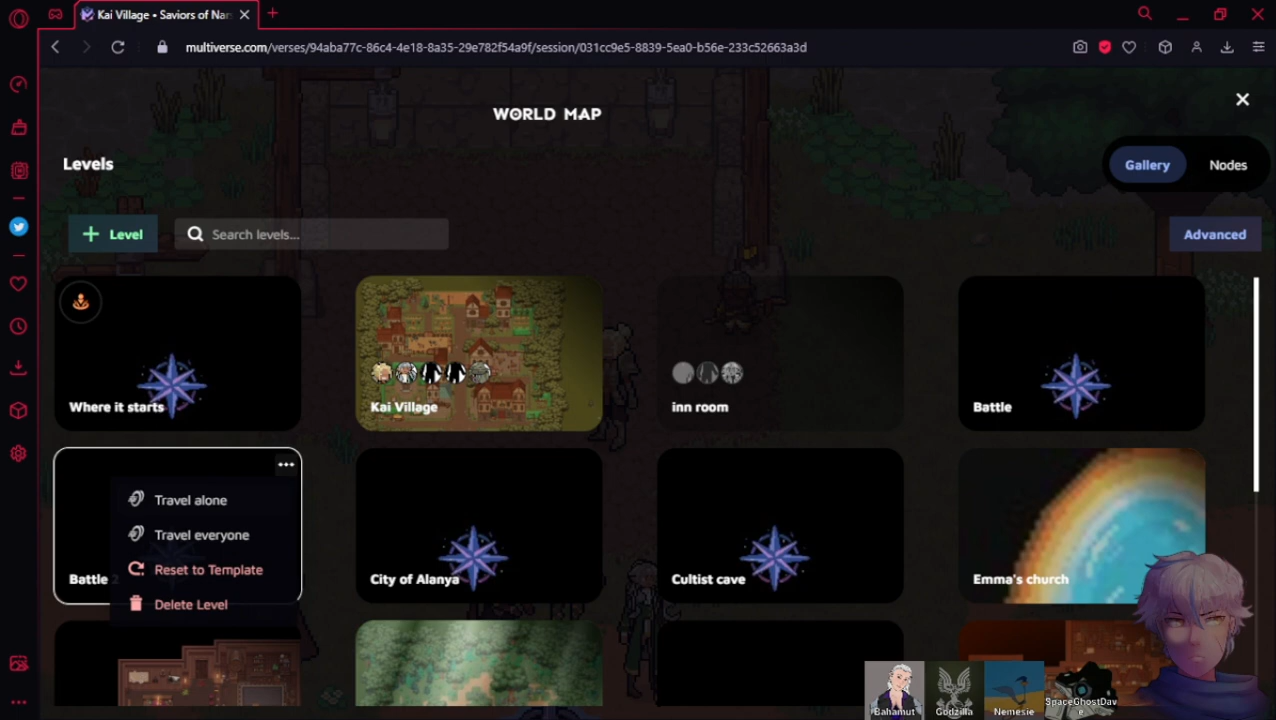 Kai Village • Saviors of Nar
multiverse.com/verses/94aba77c-86c4-4e18-8a35-29e782f54a9f/session/031cc9e5-8839-5ea0-b56e-233c52663a3d
WORLD MAP
Levels
Gallery
Nodes
+ Level
Search levels...
Advanced
Where it starts
Kai Village
inn room
Battle
Travel alone
Travel everyone
Reset to Template
Delete Level
Battle 2
City of Alanya
Cultist cave
Emma's church
Bahamut
Godzilla
Nemesie
SpaceGhostDav
e